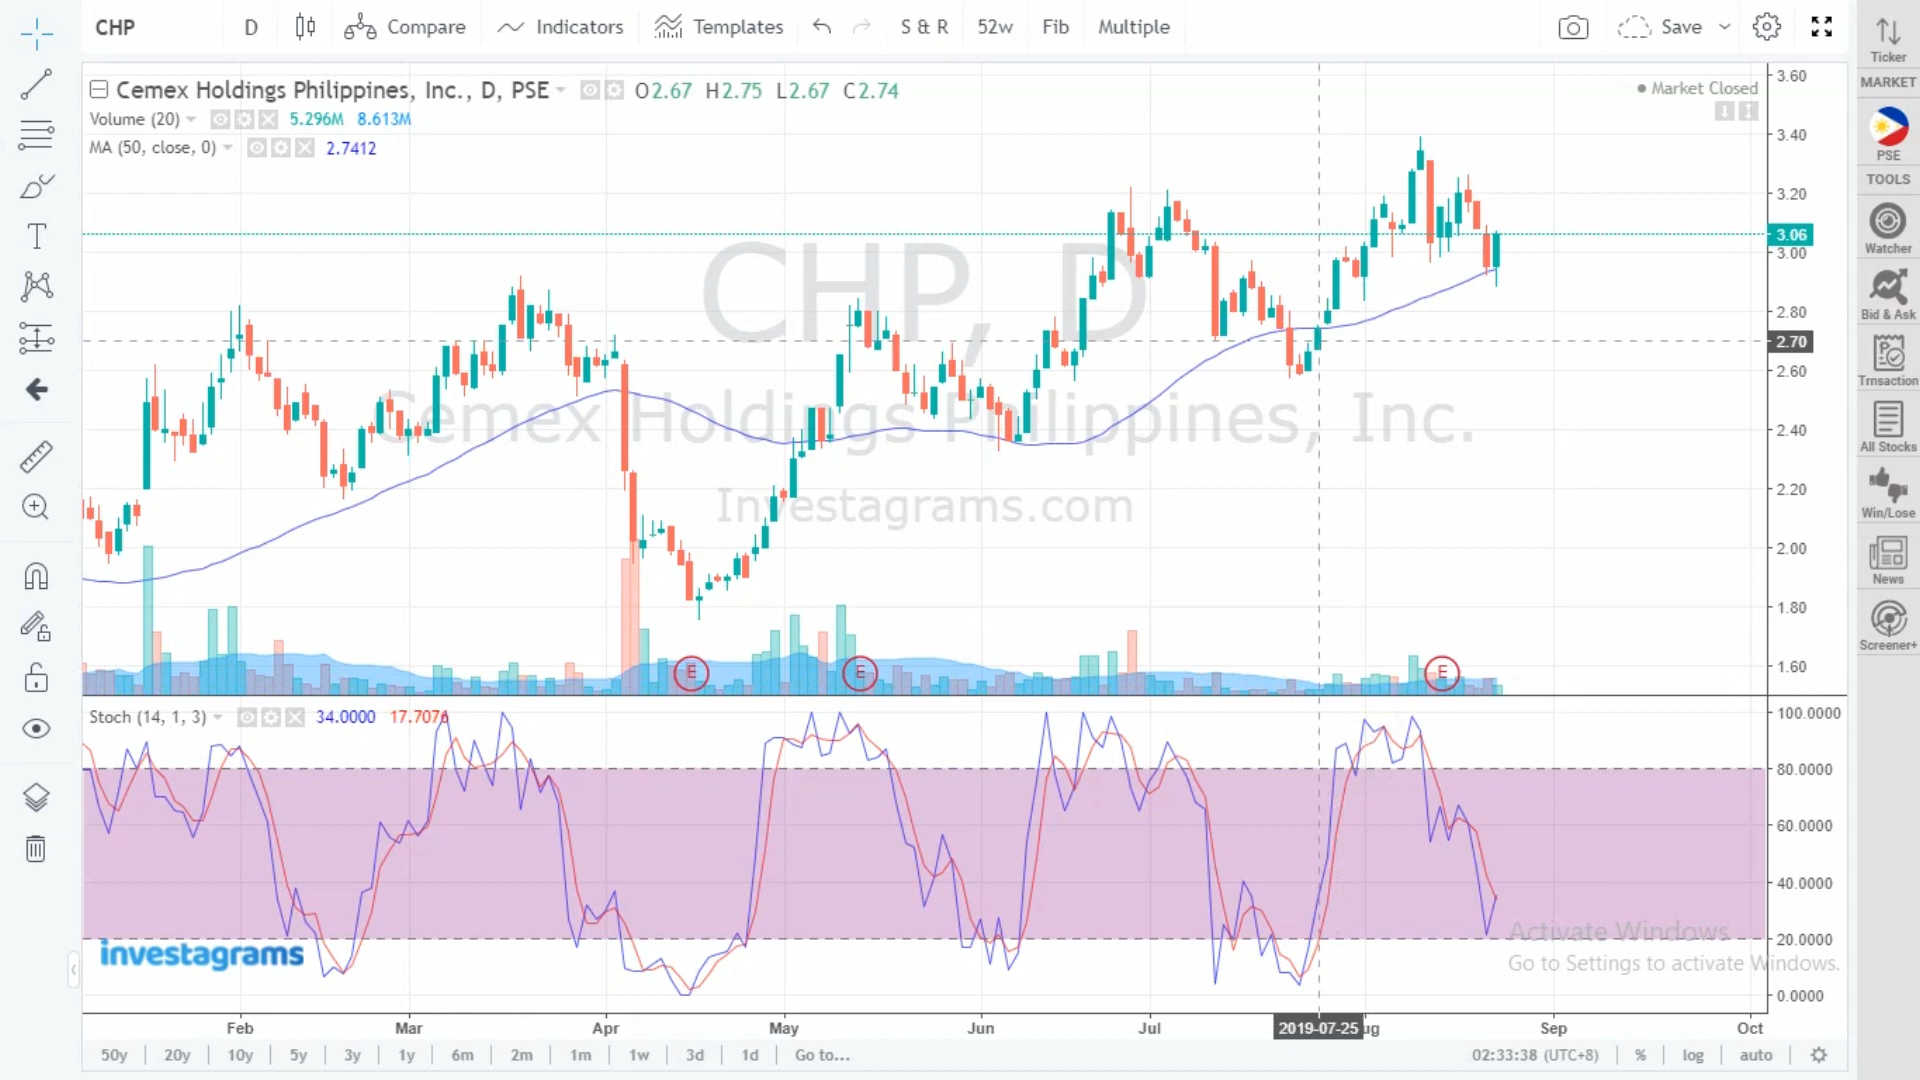 CHP D Compare Indicators Templates S & R 52w Fib Multiple Save
Ticker
MARKET
PSE
TOOLS
Watcher
Bid & Ask
Trnsaction
All Stocks
Win/Lose
News
Screener+
Cemex Holdings Philippines, Inc., D, PSE O2.67 H2.75 L2.67 C2.74
Market Closed
Volume (20) 5.296M 8.613M
MA (50, close, 0) 2.7412
CHP, D
Cemex Holdings Philippines, Inc.
Investagrams.com
3.60
3.40
3.20
3.06
3.00
2.80
2.70
2.60
2.40
2.20
2.00
1.80
1.60
E E E
Stoch (14, 1, 3) 34.0000 17.7076
100.0000
80.0000
60.0000
40.0000
20.0000
0.0000
investagrams
Activate Windows
Go to Settings to activate Windows.
Feb Mar Apr May Jun Jul 2019-07-25 ug Sep Oct
50y 20y 10y 5y 3y 1y 6m 2m 1m 1w 3d 1d Go to... 02:33:38 (UTC+8) % log auto